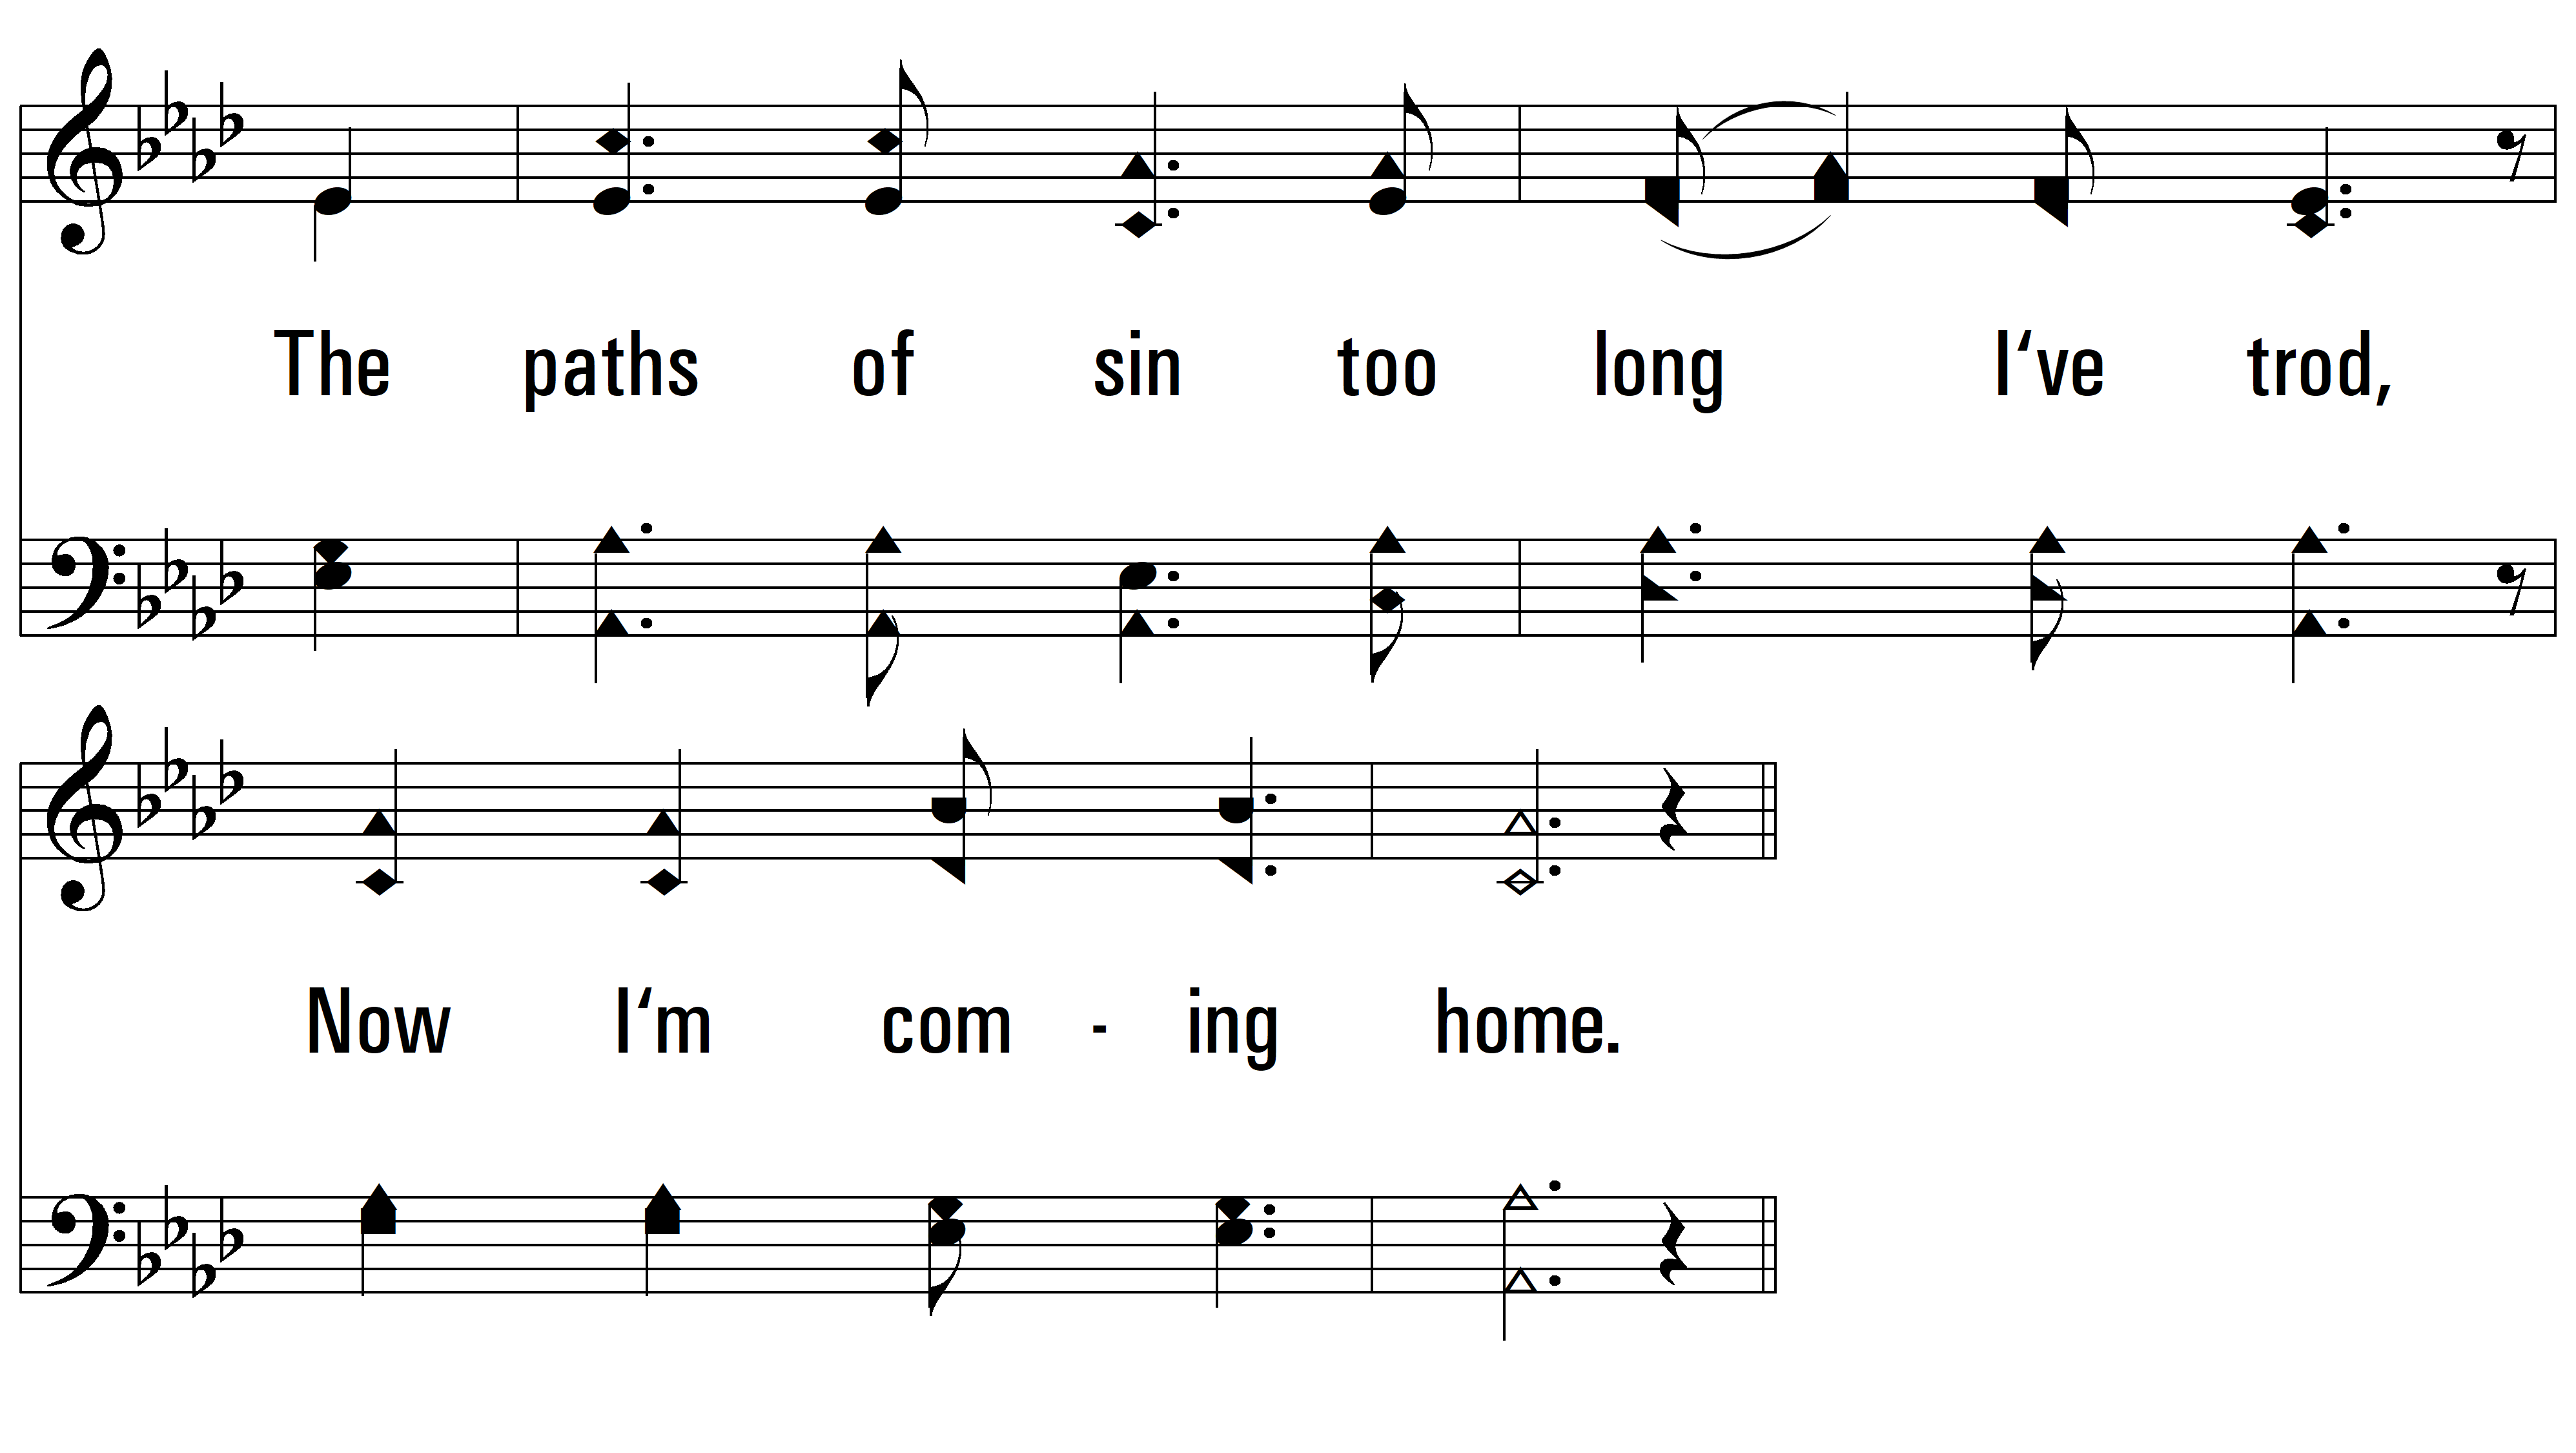 The paths of sin too long I‘ve trod,
Now I‘m com - ing home.